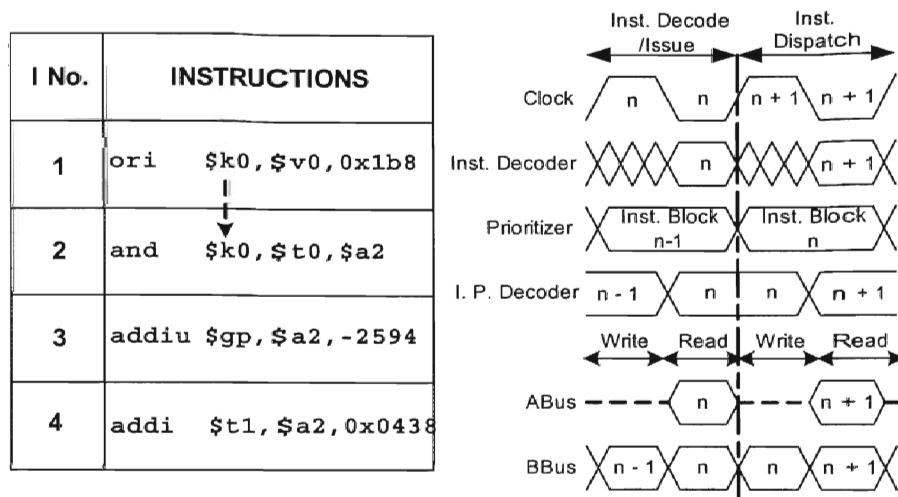 I No. INSTRUCTIONS
1 ori $k0,$v0,0x1b8
2 and $k0,$t0,$a2
3 addiu $gp,$a2,-2594
4 addi $t1,$a2,0x0438
Inst. Decode
/Issue
Inst.
Dispatch
Clock n n n + 1 n + 1
Inst. Decoder n n + 1
Prioritizer Inst. Block
n-1
Inst. Block
n
I. P. Decoder n - 1 n n n + 1
Write Read Write Read
ABus n n + 1
BBus n - 1 n n n + 1